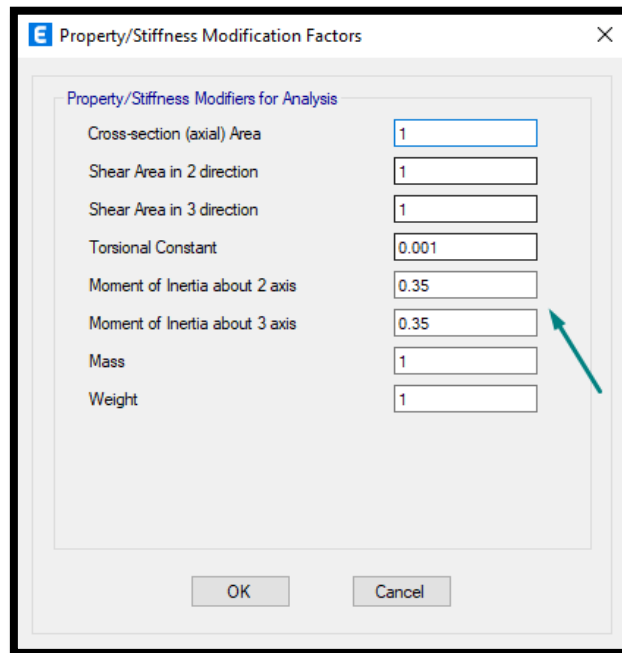 E Property/Stiffness Modification Factors
Property/Stiffness Modifiers for Analysis
Cross-section (axial) Area 1
Shear Area in 2 direction 1
Shear Area in 3 direction 1
Torsional Constant 0.001
Moment of Inertia about 2 axis 0.35
Moment of Inertia about 3 axis 0.35
Mass 1
Weight 1
OK Cancel